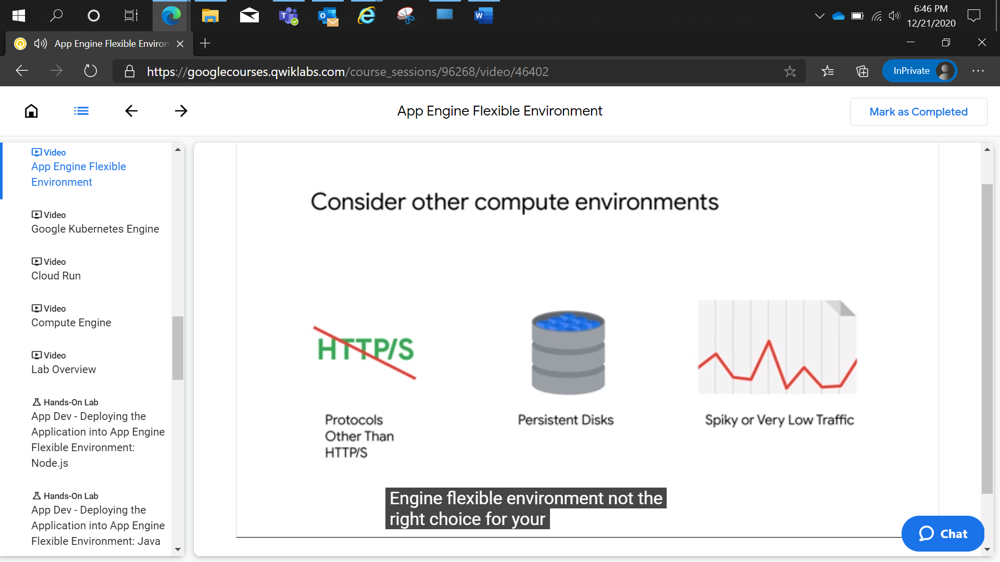 6:46 PM
12/21/2020
App Engine Flexible Environ
https://googlecourses.qwiklabs.com/course_sessions/96268/video/46402
InPrivate
App Engine Flexible Environment
Mark as Completed
Video
App Engine Flexible
Environment
Video
Google Kubernetes Engine
Video
Cloud Run
Video
Compute Engine
Video
Lab Overview
Hands-On Lab
App Dev - Deploying the
Application into App Engine
Flexible Environment:
Node.js
Hands-On Lab
App Dev - Deploying the
Application into App Engine
Flexible Environment: Java
Consider other compute environments
HTTP/S
Protocols
Other Than
HTTP/S
Persistent Disks
Spiky or Very Low Traffic
Engine flexible environment not the
right choice for your
Chat